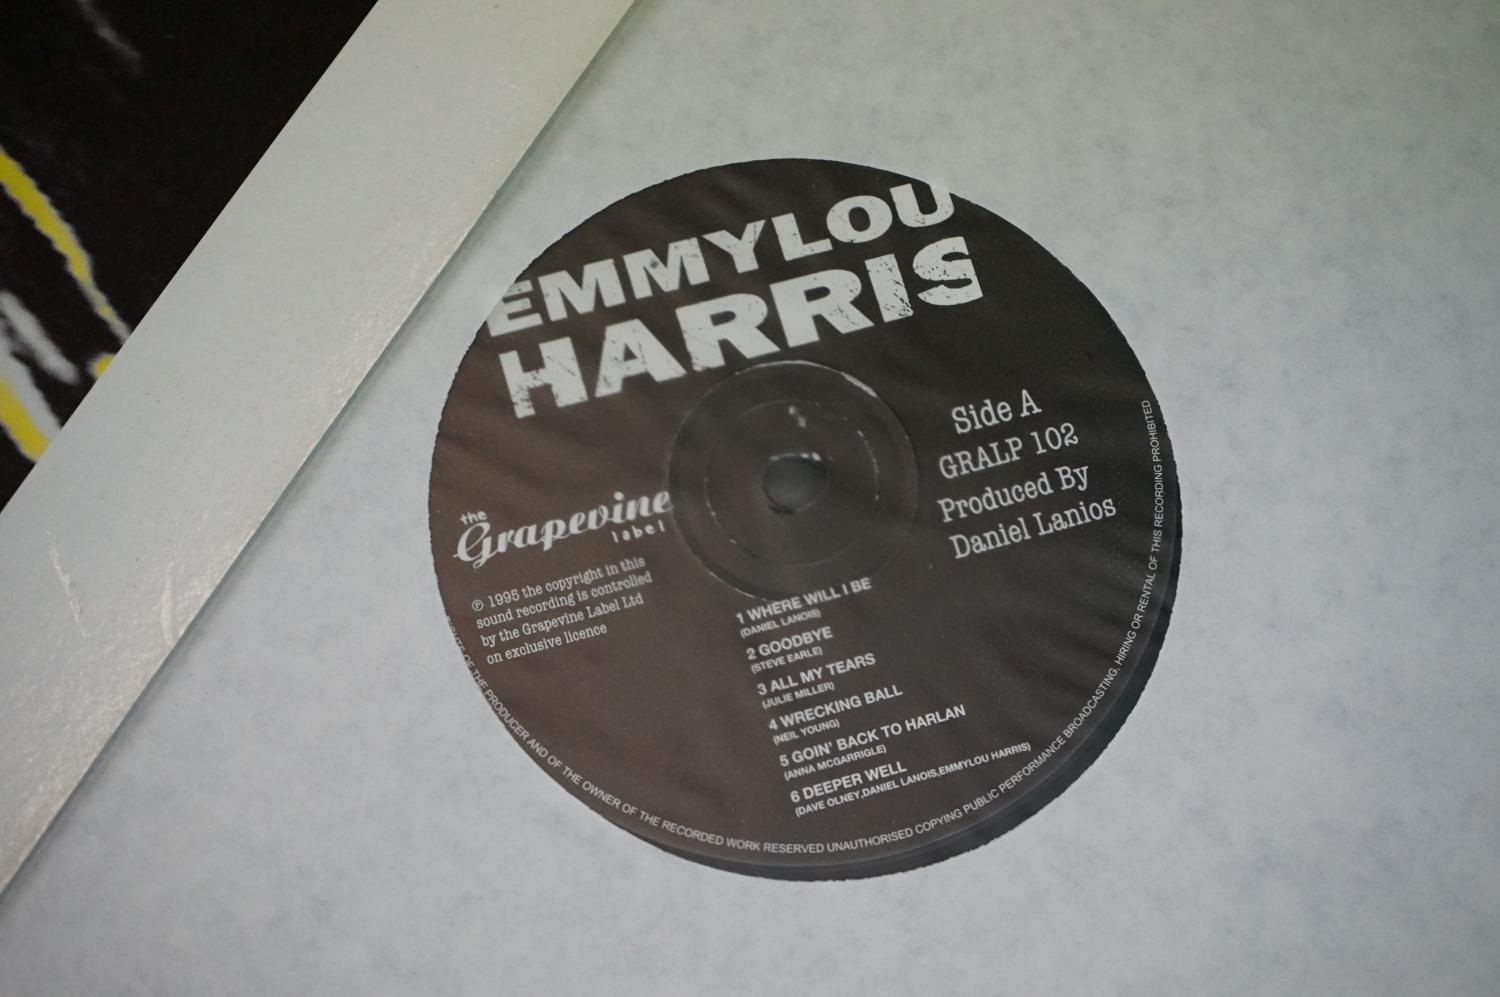 EMMYLOU
HARRIS
Side A
GRALP 102
Produced By
Daniel Lanios
the
Grapevine
label
℗ 1995 the copyright in this
sound recording is controlled
by the Grapevine Label Ltd
on exclusive licence
1 WHERE WILL I BE
(DANIEL LANOIS)
2 GOODBYE
(STEVE EARLE)
3 ALL MY TEARS
(JULIE MILLER)
4 WRECKING BALL
(NEIL YOUNG)
5 GOIN' BACK TO HARLAN
(ANNA MCGARRIGLE)
6 DEEPER WELL
(DAVE OLNEY,DANIEL LANOIS,EMMYLOU HARRIS)
OF THE PRODUCER AND OF THE OWNER OF THE RECORDED WORK RESERVED UNAUTHORISED COPYING PUBLIC PERFORMANCE BROADCASTING, HIRING OR RENTAL OF THIS RECORDING PROHIBITED